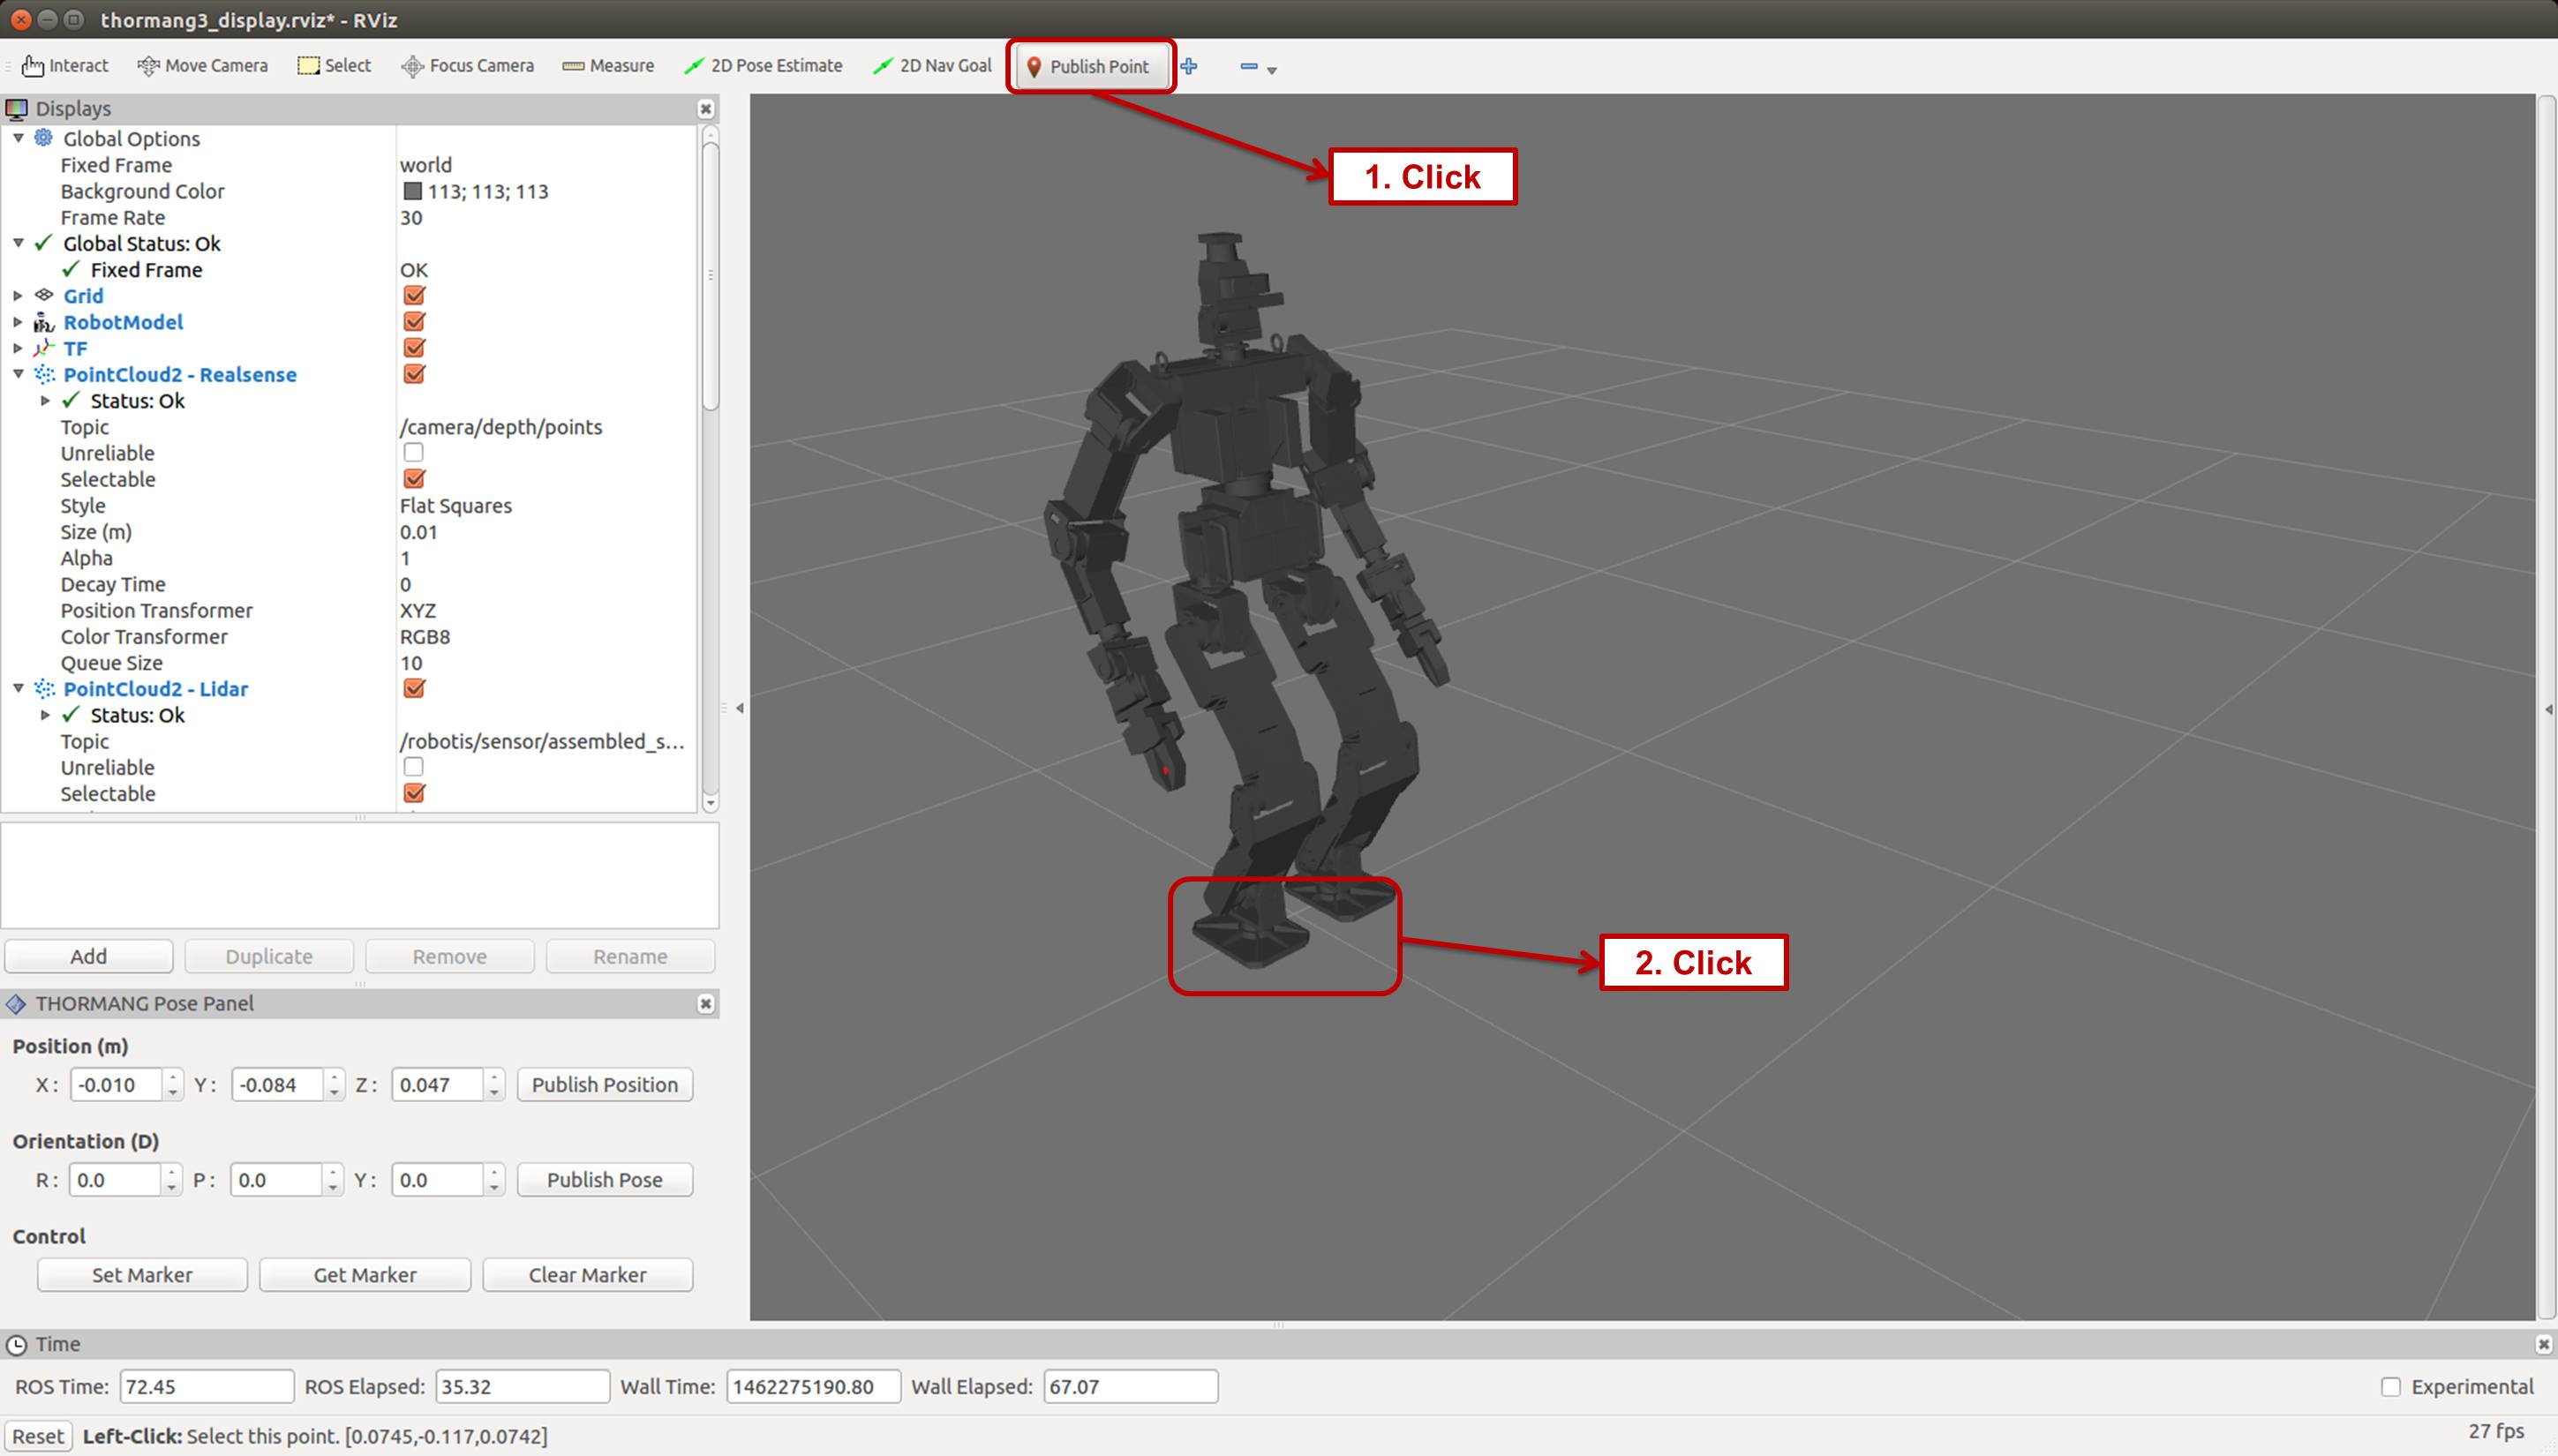 thormang3_display.rviz* - RViz
Interact Move Camera Select Focus Camera Measure 2D Pose Estimate 2D Nav Goal Publish Point
Displays
Global Options
Fixed Frame world
Background Color 113; 113; 113
Frame Rate 30
Global Status: Ok
Fixed Frame OK
Grid
RobotModel
TF
PointCloud2 - Realsense
Status: Ok
Topic /camera/depth/points
Unreliable
Selectable
Style Flat Squares
Size (m) 0.01
Alpha 1
Decay Time 0
Position Transformer XYZ
Color Transformer RGB8
Queue Size 10
PointCloud2 - Lidar
Status: Ok
Topic /robotis/sensor/assembled_s...
Unreliable
Selectable
Add Duplicate Remove Rename
THORMANG Pose Panel
Position (m)
X : -0.010 Y : -0.084 Z : 0.047 Publish Position
Orientation (D)
R : 0.0 P : 0.0 Y : 0.0 Publish Pose
Control
Set Marker Get Marker Clear Marker
1. Click
2. Click
Time
ROS Time: 72.45 ROS Elapsed: 35.32 Wall Time: 1462275190.80 Wall Elapsed: 67.07 Experimental
Reset Left-Click: Select this point. [0.0745,-0.117,0.0742] 27 fps